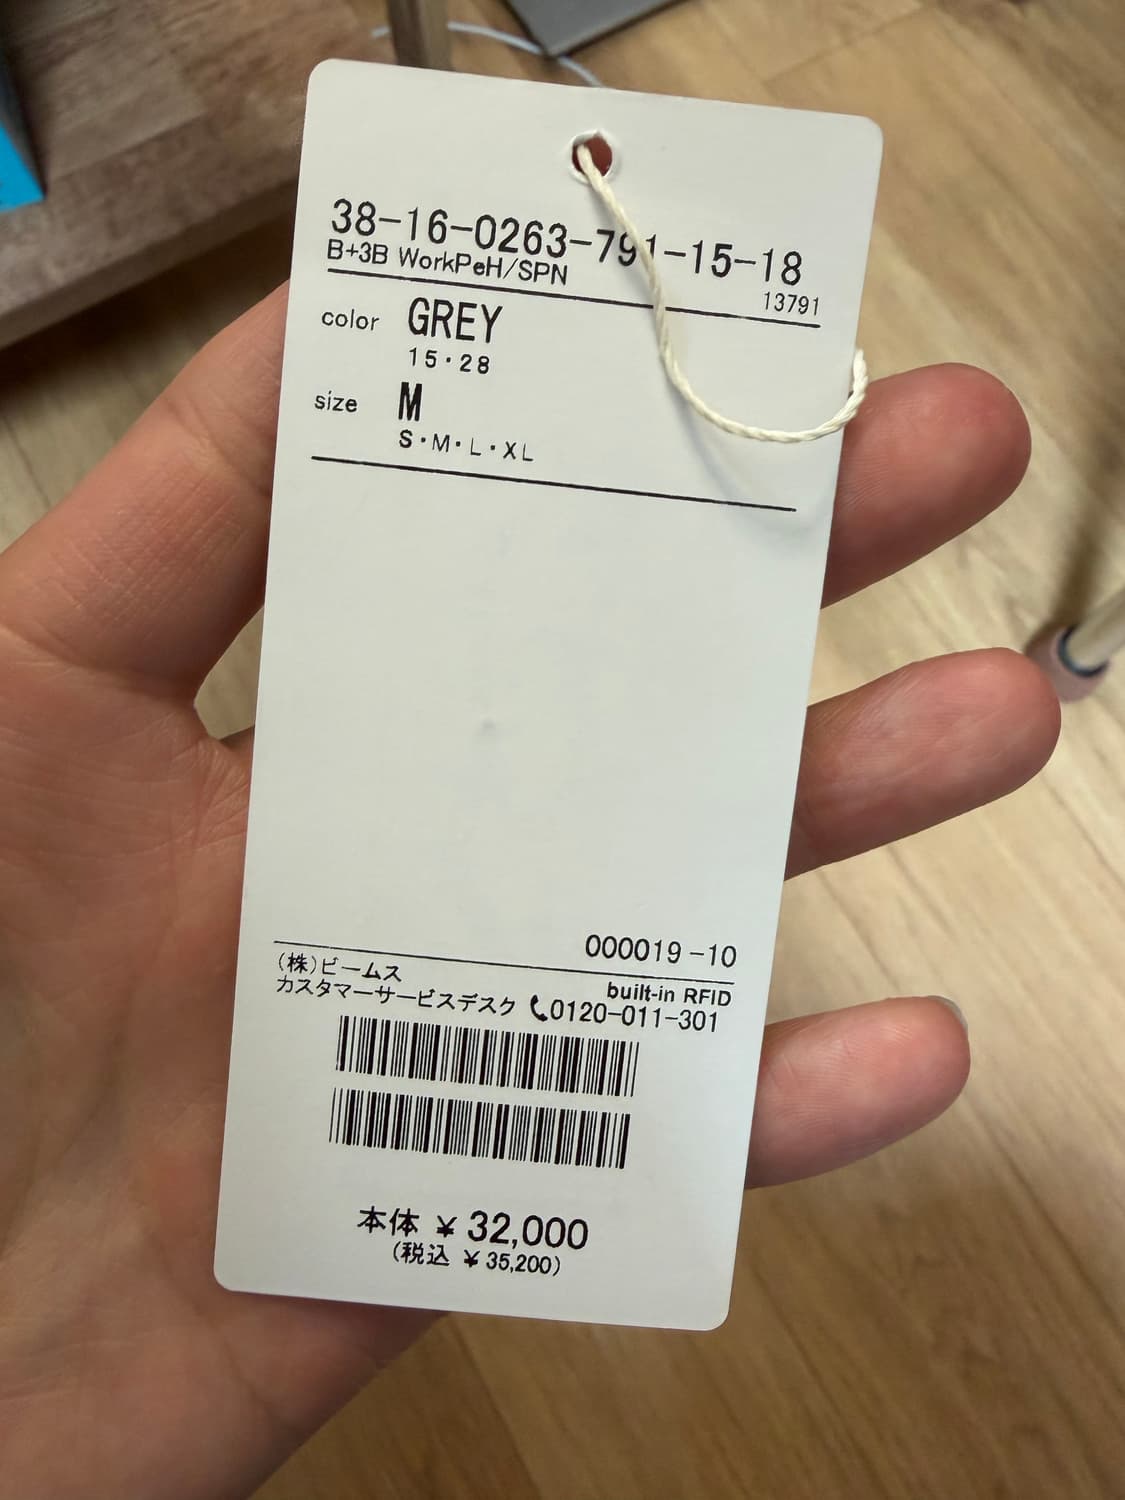 38-16-0263-791-15-18
B+3B WorkPeH/SPN
13791
color GREY
15・28
size M
S・M・L・XL
000019-10
(株)ビームス
built-in RFID
カスタマーサービスデスク 0120-011-301
本体 ¥32,000
(税込 ¥35,200)